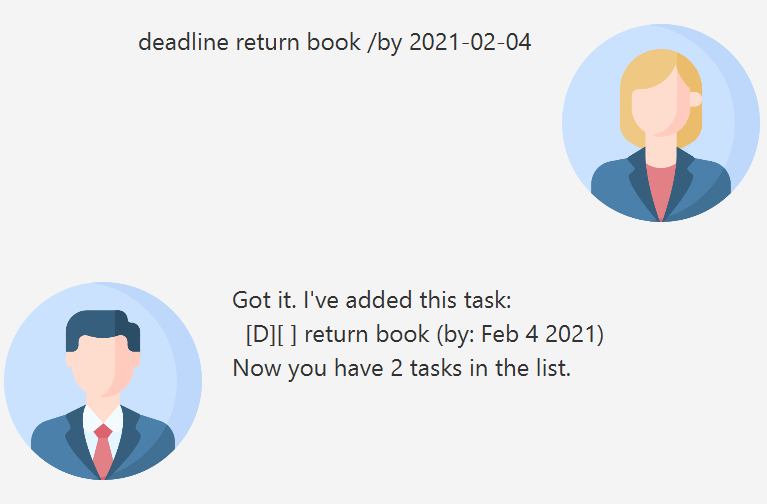 deadline return book /by 2021-02-04
Got it. I've added this task:
[D][ ] return book (by: Feb 4 2021)
Now you have 2 tasks in the list.